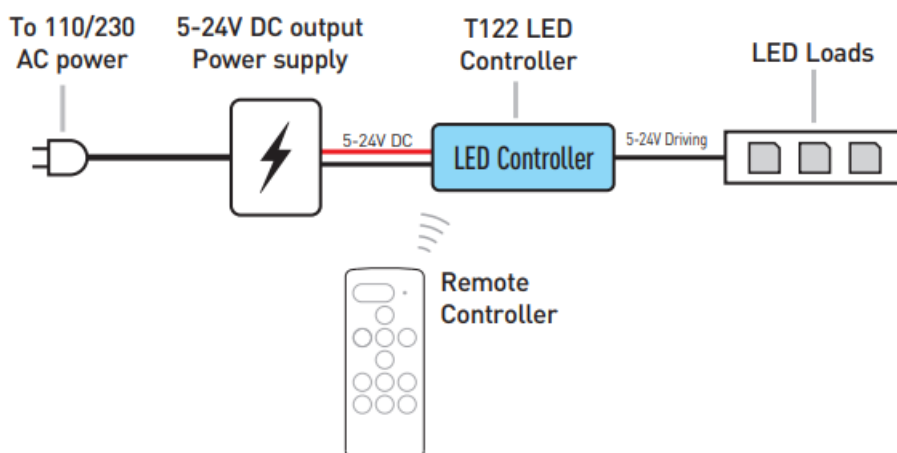 To 110/230
AC power
5-24V DC output
Power supply
T122 LED
Controller
LED Loads
5-24V DC
LED Controller
5-24V Driving
Remote
Controller